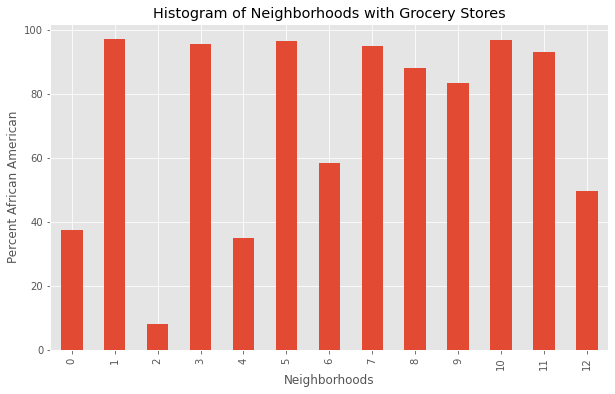 Histogram of Neighborhoods with Grocery Stores
Percent African American
100
80
60
40
20
0
0 1 2 3 4 5 6 7 8 9 10 11 12
Neighborhoods